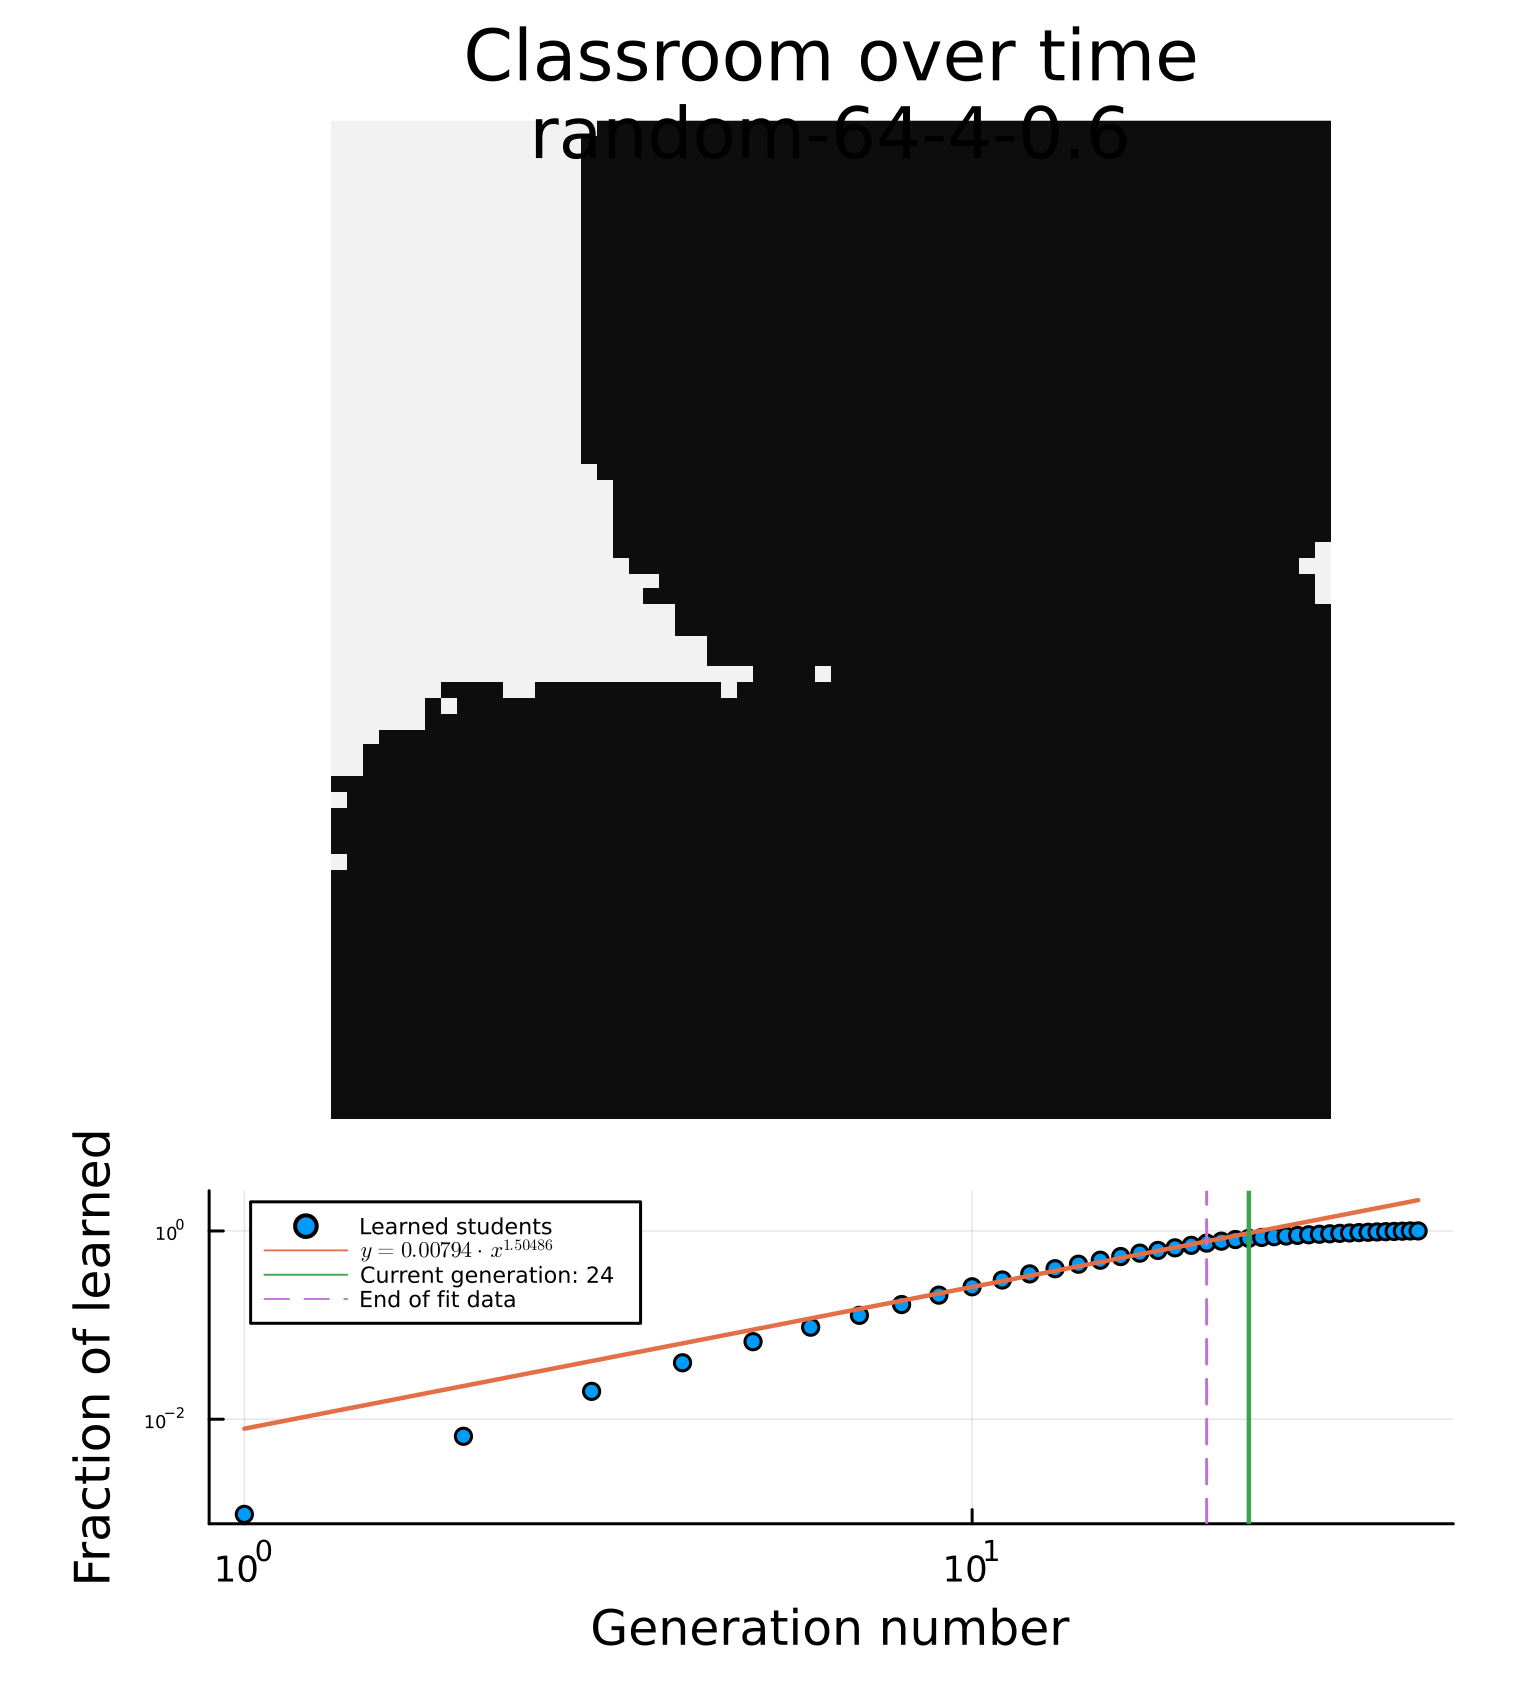 Classroom over time
random-64-4-0.6
Fraction of learned
10^0
10^-2
Learned students
y = 0.00794 · x^1.50486
Current generation: 24
End of fit data
10^0
10^1
Generation number